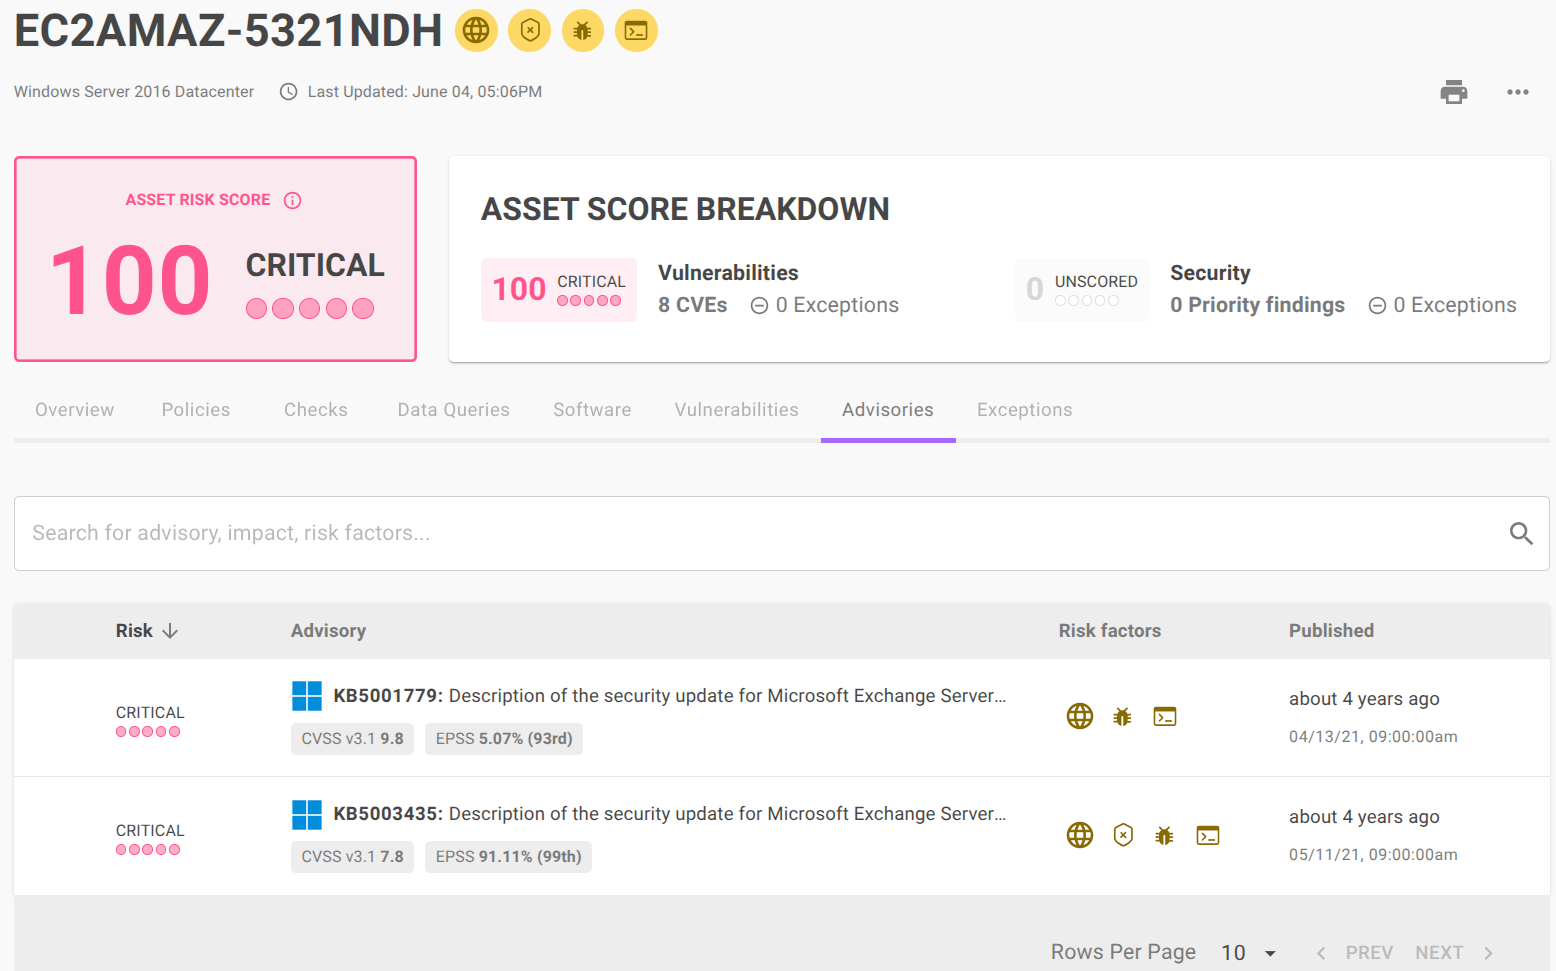 EC2AMAZ-5321NDH
Windows Server 2016 Datacenter Last Updated: June 04, 05:06PM
ASSET RISK SCORE
100 CRITICAL
ASSET SCORE BREAKDOWN
100 CRITICAL
Vulnerabilities
8 CVEs 0 Exceptions
0 UNSCORED
Security
0 Priority findings 0 Exceptions
Overview Policies Checks Data Queries Software Vulnerabilities Advisories Exceptions
Search for advisory, impact, risk factors...
Risk Advisory Risk factors Published
CRITICAL
KB5001779: Description of the security update for Microsoft Exchange Server...
CVSS v3.1 9.8 EPSS 5.07% (93rd)
about 4 years ago
04/13/21, 09:00:00am
CRITICAL
KB5003435: Description of the security update for Microsoft Exchange Server...
CVSS v3.1 7.8 EPSS 91.11% (99th)
about 4 years ago
05/11/21, 09:00:00am
Rows Per Page 10 PREV NEXT